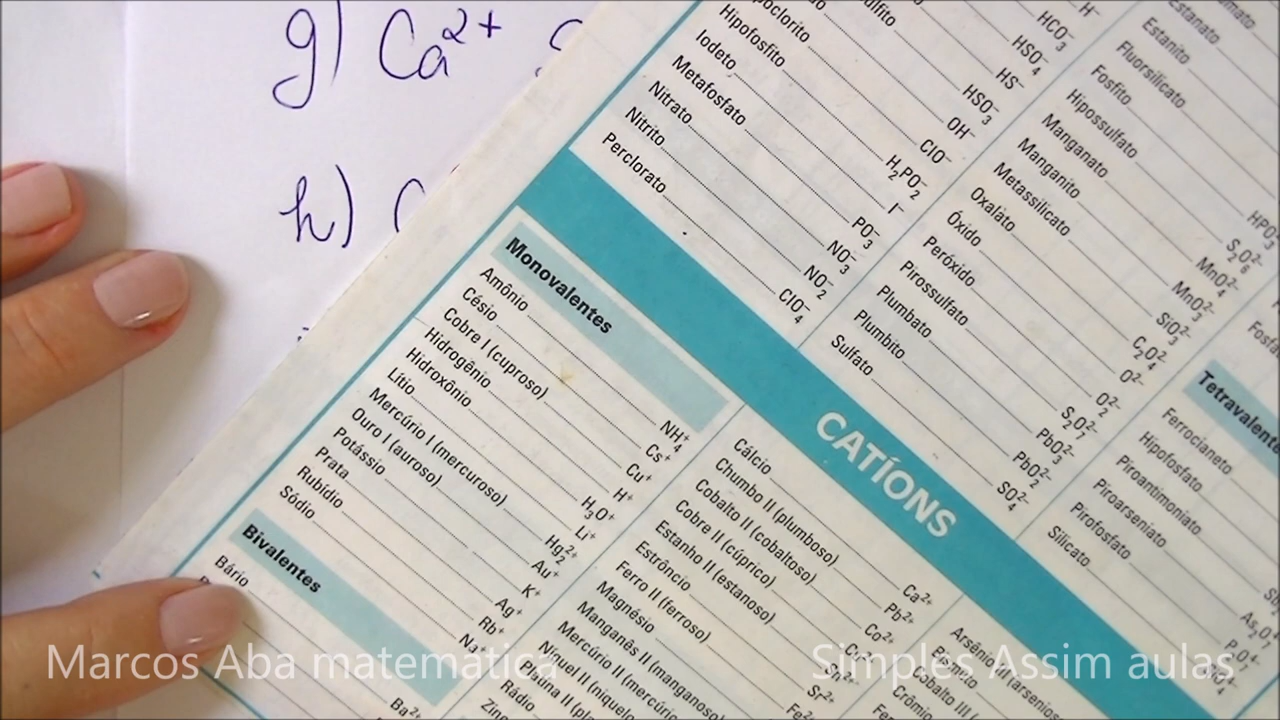 g) Ca²⁺
h)
Hipofosfito
Iodeto
Metafosfato
Nitrato
Nitrito
Perclorato
HCO₃⁻
HSO₄⁻
HS⁻
HSO₃⁻
OH⁻
ClO⁻
H₂PO₂⁻
I⁻
PO₃⁻
NO₃⁻
NO₂⁻
ClO₄⁻
Estanito
Fluorsilicato
Fosfito
Hipossulfato
Manganato
Manganito
Metassilicato
Oxalato
Óxido
Peróxido
Pirossulfato
Plumbato
Plumbito
Sulfato
S₂O₆²⁻
MnO₄²⁻
MnO₃²⁻
SiO₃²⁻
C₂O₄²⁻
O²⁻
O₂²⁻
S₂O₇²⁻
PbO₃²⁻
PbO₂²⁻
SO₄²⁻
Ferrocianeto
Hipofosfato
Piroantimoniato
Piroarseniato
Pirofosfato
Silicato
CATÍONS
Monovalentes
Amônio NH₄⁺
Césio Cs⁺
Cobre I (cuproso) Cu⁺
Hidrogênio H⁺
Hidroxônio H₃O⁺
Lítio Li⁺
Mercúrio I (mercuroso) Hg₂²⁺
Ouro I (auroso) Au⁺
Potássio K⁺
Prata Ag⁺
Rubídio Rb⁺
Sódio Na⁺
Bivalentes
Bário Ba²⁺
Cálcio Ca²⁺
Chumbo II (plumboso) Pb²⁺
Cobalto II (cobaltoso) Co²⁺
Cobre II (cúprico) Cu²⁺
Estanho II (estanoso) Sn²⁺
Estrôncio Sr²⁺
Ferro II (ferroso) Fe²⁺
Magnésio
Manganês II (manganoso)
Rádio
Marcos Aba matematica
Simples Assim aulas